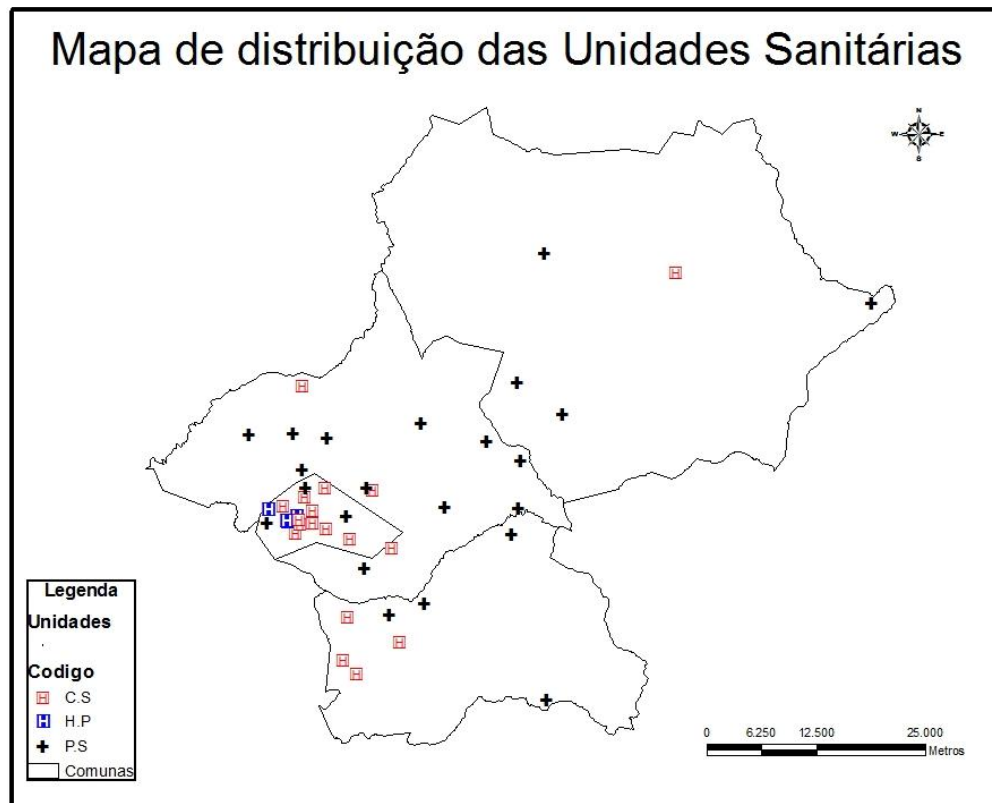 Mapa de distribuição das Unidades Sanitárias
N
W E
S
Legenda
Unidades
Codigo
H C.S
H H.P
P.S
Comunas
0 6.250 12.500 25.000
Metros